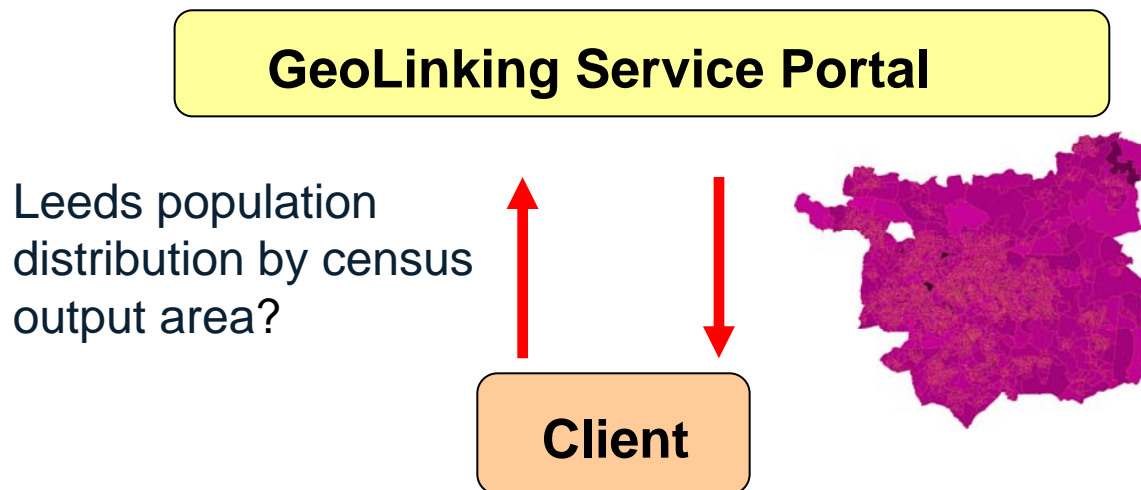 GeoLinking Service Portal
Leeds population
distribution by census
output area?
Client